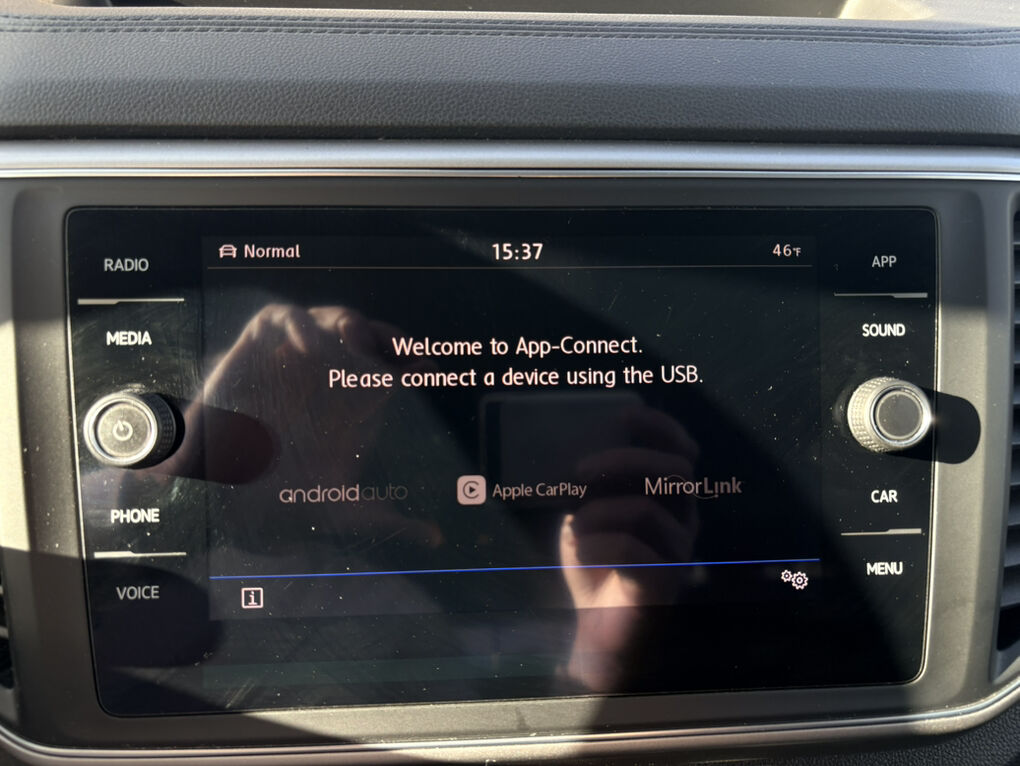 Normal
15:37
46°F
RADIO
APP
MEDIA
SOUND
Welcome to App-Connect.
Please connect a device using the USB.
androidauto
Apple CarPlay
MirrorLink
PHONE
CAR
VOICE
MENU
i